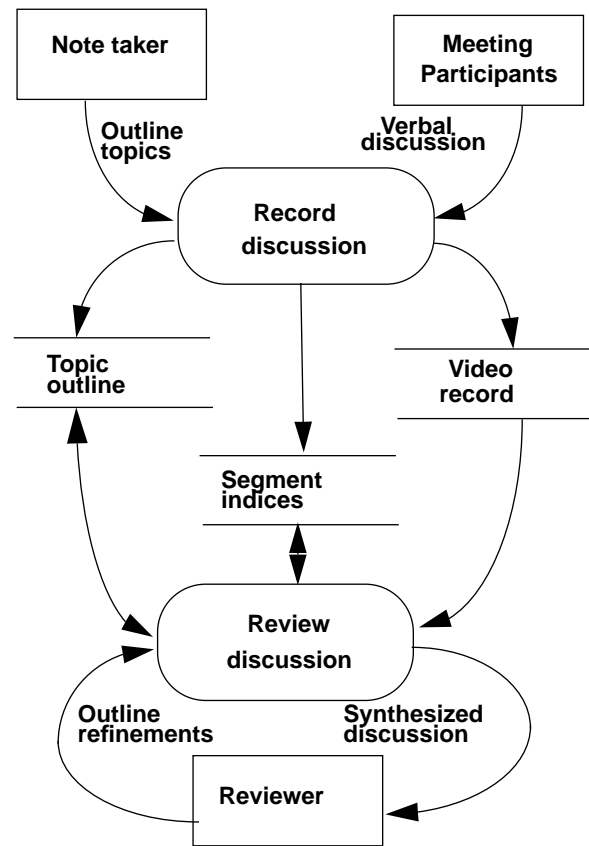 Note taker
Meeting
Participants
Outline
topics
Verbal
discussion
Record
discussion
Topic
outline
Video
record
Segment
indices
Review
discussion
Outline
refinements
Synthesized
discussion
Reviewer